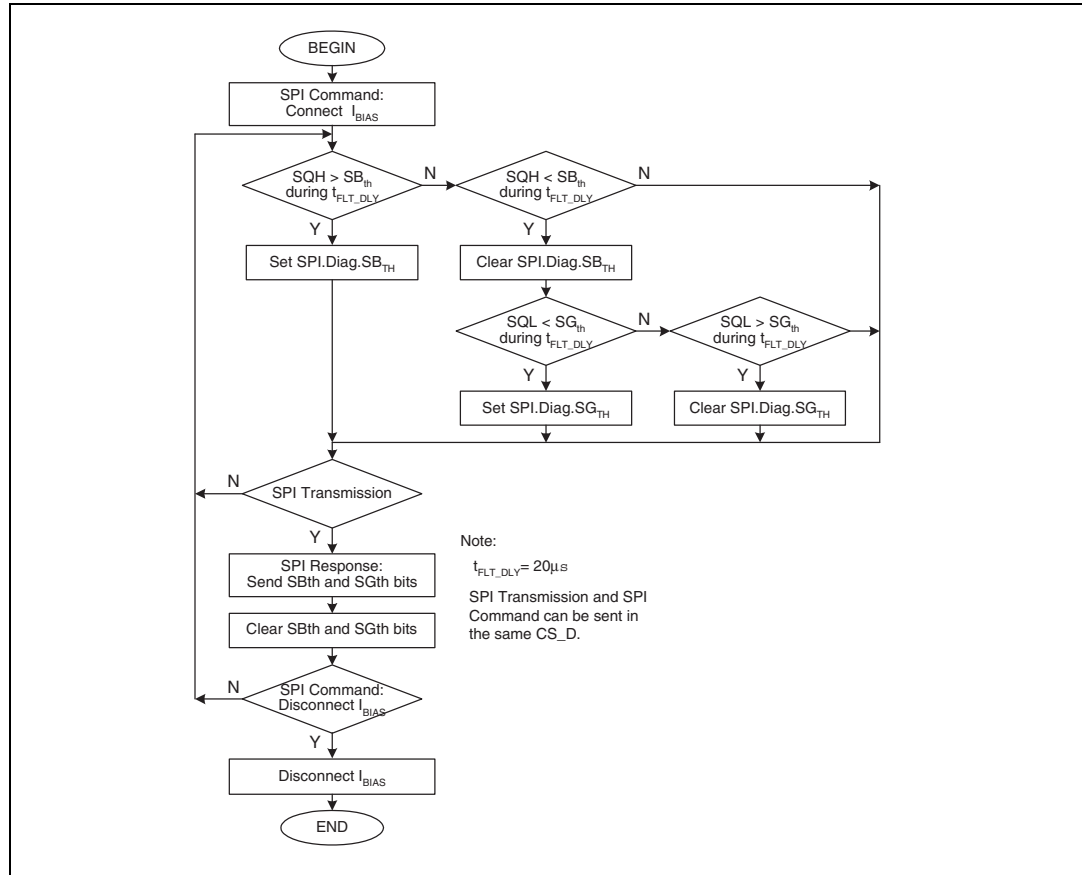 BEGIN
SPI Command:
Connect I_BIAS
SQH > SB_th
during t_FLT_DLY
N
SQH < SB_th
during t_FLT_DLY
N
Y
Y
Set SPI.Diag.SB_TH
Clear SPI.Diag.SB_TH
SQL < SG_th
during t_FLT_DLY
N
SQL > SG_th
during t_FLT_DLY
Y
Y
Set SPI.Diag.SG_TH
Clear SPI.Diag.SG_TH
N
SPI Transmission
Y
SPI Response:
Send SBth and SGth bits
Clear SBth and SGth bits
Note:
t_FLT_DLY = 20µs
SPI Transmission and SPI
Command can be sent in
the same CS_D.
N
SPI Command:
Disconnect I_BIAS
Y
Disconnect I_BIAS
END